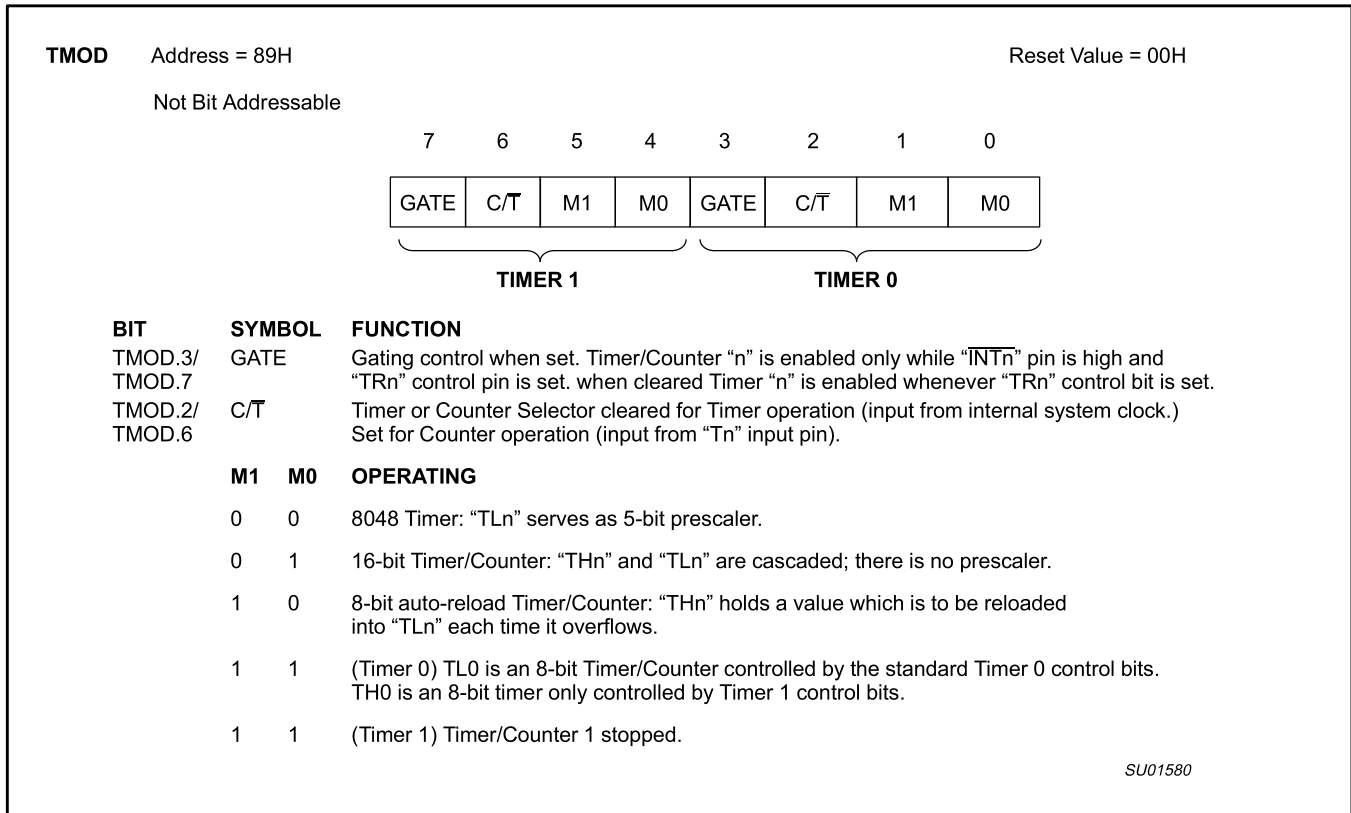 TMOD Address = 89H Reset Value = 00H
Not Bit Addressable
7 6 5 4 3 2 1 0
GATE C/T̅ M1 M0 GATE C/T̅ M1 M0
TIMER 1 TIMER 0
BIT SYMBOL FUNCTION
TMOD.3/ GATE Gating control when set. Timer/Counter “n” is enabled only while “I̅N̅T̅n̅” pin is high and
TMOD.7 “TRn” control pin is set. when cleared Timer “n” is enabled whenever “TRn” control bit is set.
TMOD.2/ C/T̅ Timer or Counter Selector cleared for Timer operation (input from internal system clock.)
TMOD.6 Set for Counter operation (input from “Tn” input pin).
M1 M0 OPERATING
0 0 8048 Timer: “TLn” serves as 5-bit prescaler.
0 1 16-bit Timer/Counter: “THn” and “TLn” are cascaded; there is no prescaler.
1 0 8-bit auto-reload Timer/Counter: “THn” holds a value which is to be reloaded
into “TLn” each time it overflows.
1 1 (Timer 0) TL0 is an 8-bit Timer/Counter controlled by the standard Timer 0 control bits.
TH0 is an 8-bit timer only controlled by Timer 1 control bits.
1 1 (Timer 1) Timer/Counter 1 stopped.
SU01580